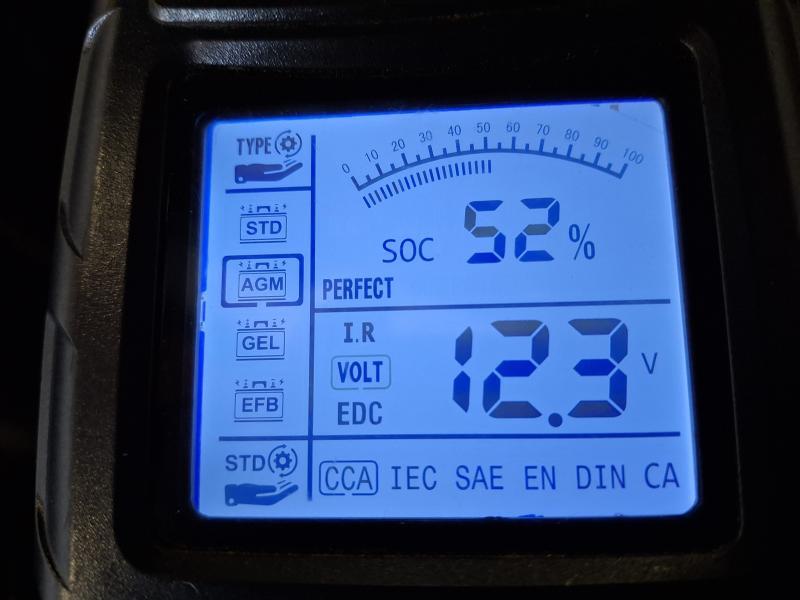 TYPE
STD
AGM
GEL
EFB
STD
0 10 20 30 40 50 60 70 80 90 100
SOC 52 %
PERFECT
I.R
VOLT
EDC
12.3 V
CCA IEC SAE EN DIN CA